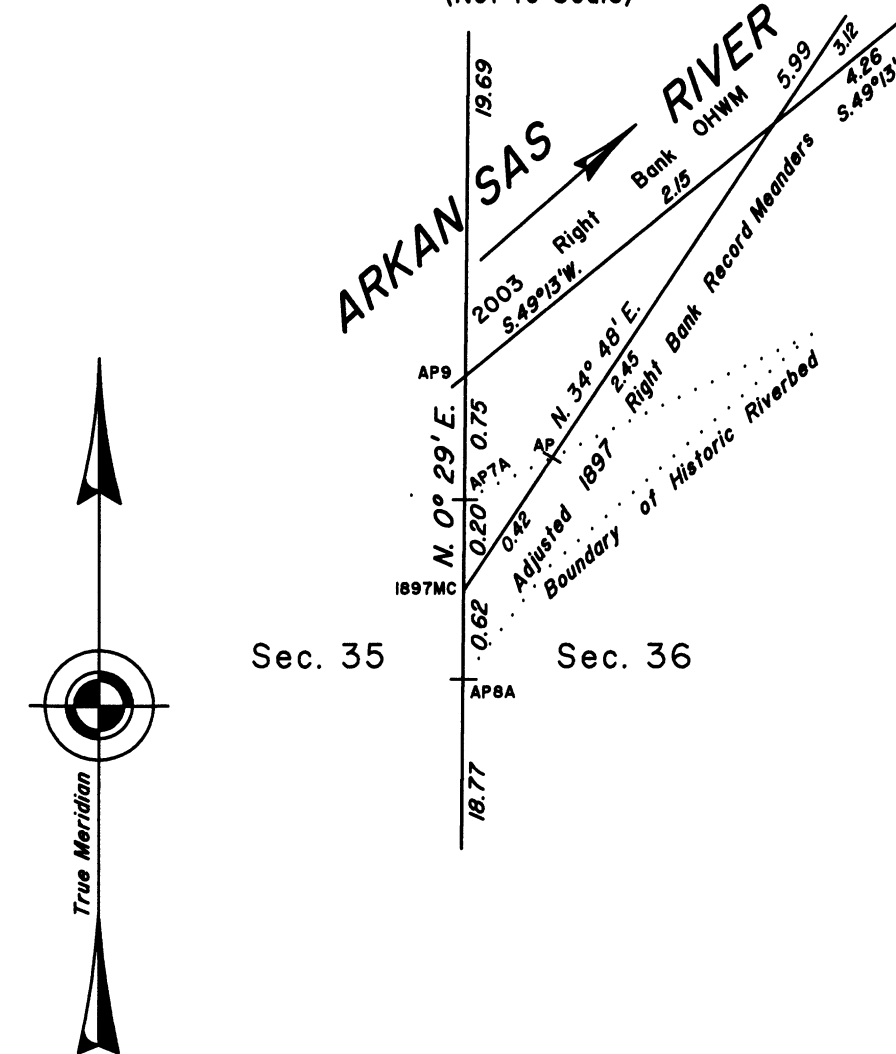 19.69
ARKANSAS RIVER
2003 Right Bank OHWM
S.49°13'W.
2.15
5.99
3.12
4.26
S.49°13'
AP9
N. 0° 29' E.
0.75
AP7A
0.20
AP
N. 34° 48' E.
2.45
0.42
Adjusted 1897 Right Bank Record Meanders
Boundary of Historic Riverbed
1897MC
0.62
Sec. 35
Sec. 36
AP8A
18.77
True Meridian